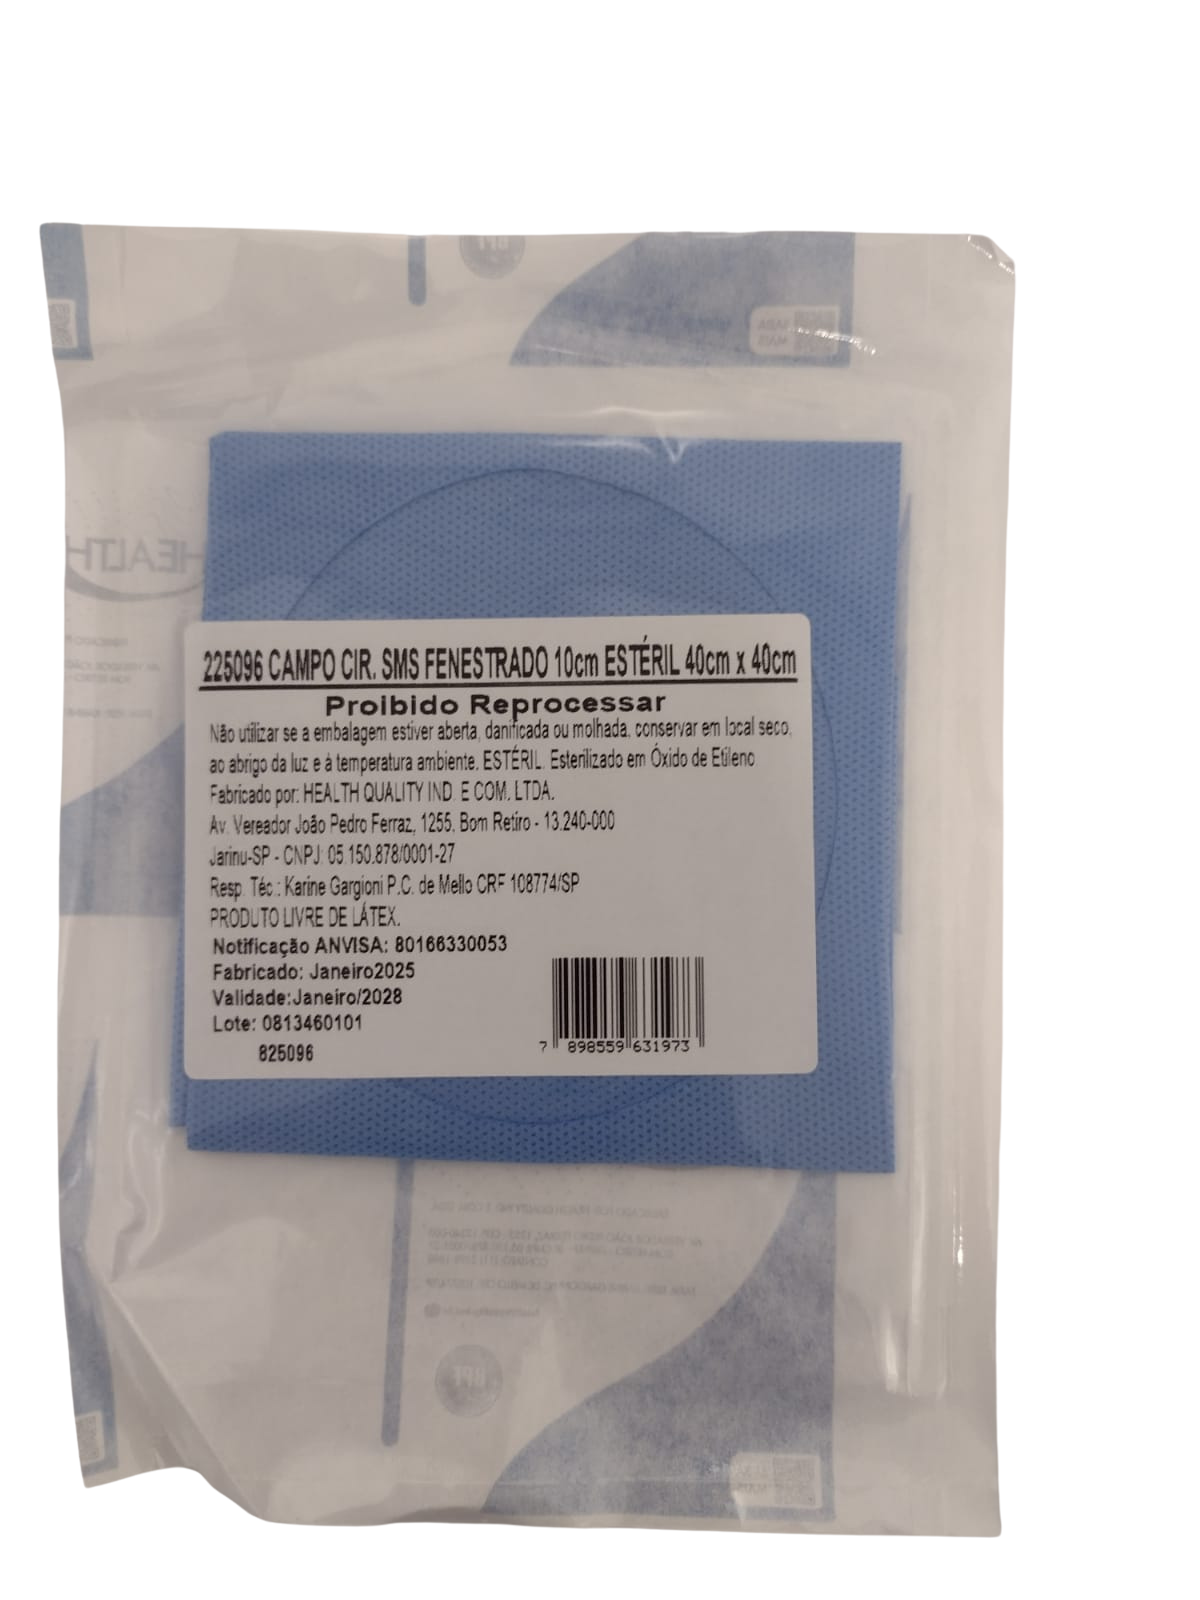 225096 CAMPO CIR. SMS FENESTRADO 10cm ESTÉRIL 40cm x 40cm
Proibido Reprocessar
Não utilizar se a embalagem estiver aberta, danificada ou molhada, conservar em local seco,
ao abrigo da luz e à temperatura ambiente. ESTÉRIL. Esterilizado em Óxido de Etileno
Fabricado por: HEALTH QUALITY IND. E COM. LTDA.
Av. Vereador João Pedro Ferraz, 1255, Bom Retiro - 13.240-000
Jarinu-SP - CNPJ: 05.150.878/0001-27
Resp. Téc.: Karine Gargioni P.C. de Mello CRF 108774/SP
PRODUTO LIVRE DE LÁTEX.
Notificação ANVISA: 80166330053
Fabricado: Janeiro2025
Validade:Janeiro/2028
Lote: 0813460101
825096
7 898559 631973
HEALTH
BPF
SAIBA
MAIS